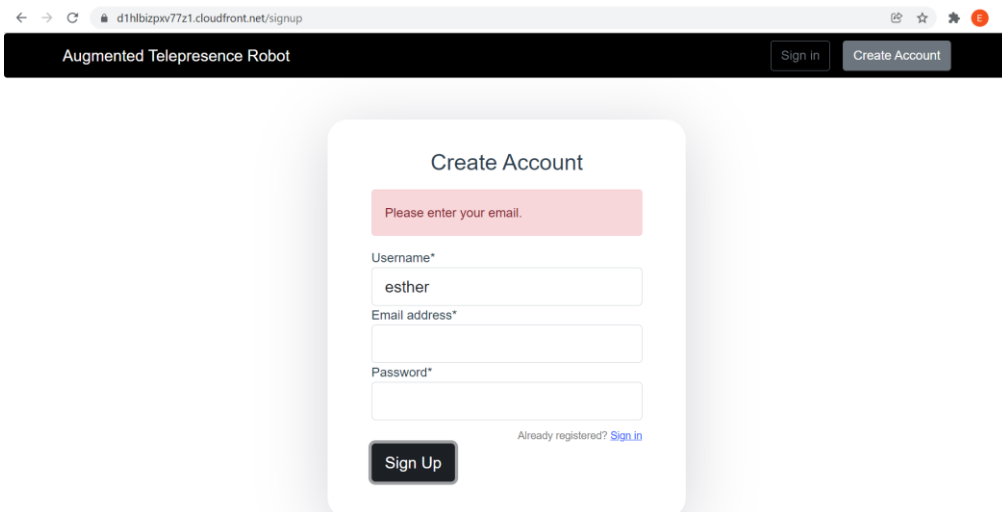 d1hlbizpxv77z1.cloudfront.net/signup
E
Augmented Telepresence Robot
Sign in
Create Account
Create Account
Please enter your email.
Username*
esther
Email address*
Password*
Already registered? Sign in
Sign Up